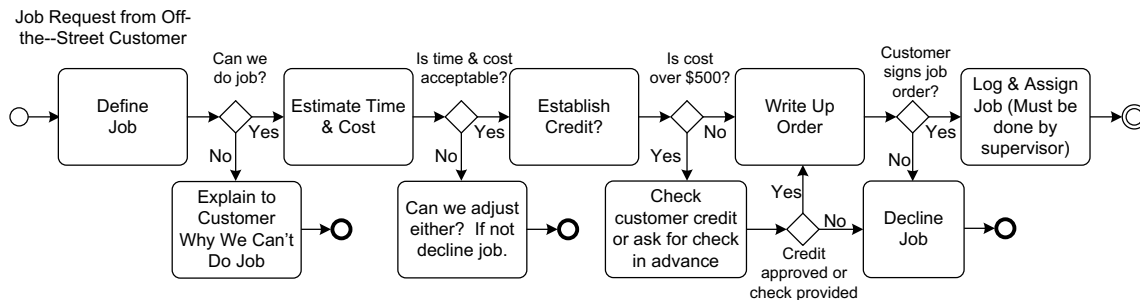 Job Request from Off-
the--Street Customer
Can we
do job?
Is time & cost
acceptable?
Is cost
over $500?
Customer
signs job
order?
Define
Job
Yes
Estimate Time
& Cost
Yes
Establish
Credit?
No
Write Up
Order
Yes
Log & Assign
Job (Must be
done by
supervisor)
No
No
Yes
No
Explain to
Customer
Why We Can't
Do Job
Can we adjust
either?  If not
decline job.
Check
customer credit
or ask for check
in advance
Yes
No
Credit
approved or
check provided
Decline
Job